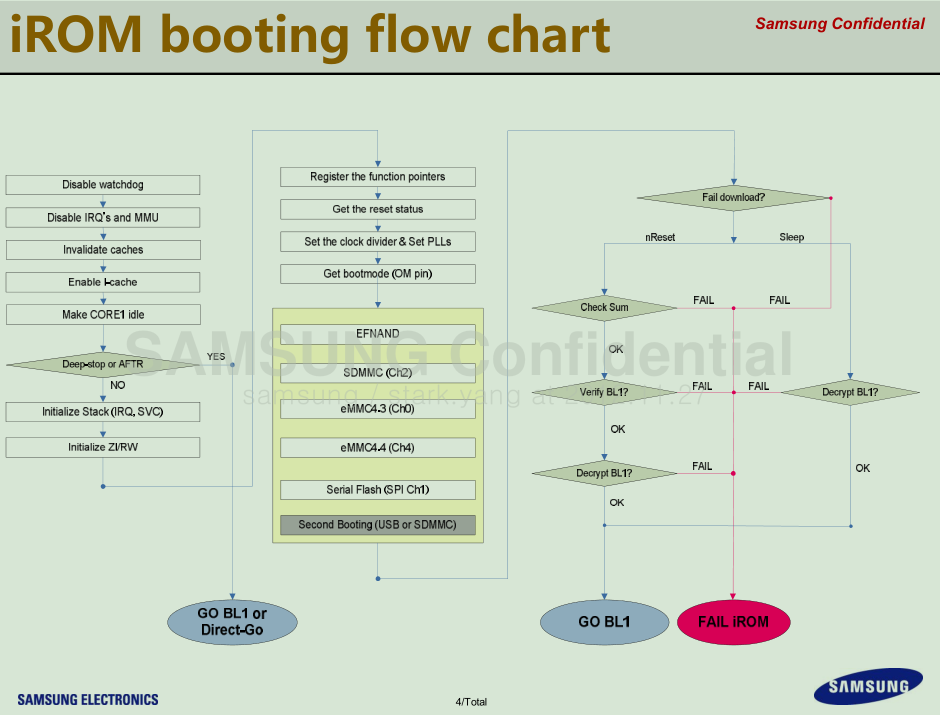 iROM booting flow chart
Samsung Confidential
Disable watchdog
Disable IRQ's and MMU
Invalidate caches
Enable I-cache
Make CORE1 idle
Deep-stop or AFTR
YES
NO
Initialize Stack (IRQ, SVC)
Initialize ZI/RW
GO BL1 or
Direct-Go
Register the function pointers
Get the reset status
Set the clock divider & Set PLLs
Get bootmode (OM pin)
EFNAND
SDMMC (Ch2)
eMMC4.3 (Ch0)
eMMC4.4 (Ch4)
Serial Flash (SPI Ch1)
Second Booting (USB or SDMMC)
Fail download?
nReset
Sleep
Check Sum
FAIL
FAIL
OK
Verify BL1?
FAIL
FAIL
Decrypt BL1?
OK
Decrypt BL1?
FAIL
OK
OK
GO BL1
FAIL iROM
SAMSUNG Confidential
samsung / stark.yang at
SAMSUNG ELECTRONICS
4/Total
SAMSUNG